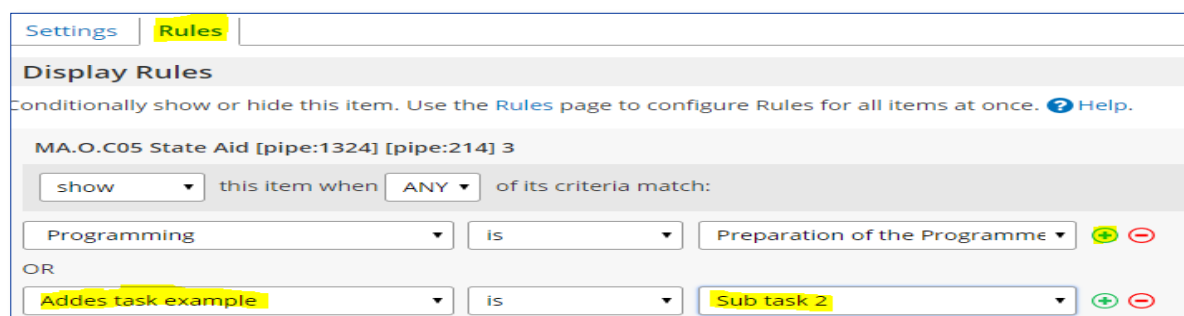 Settings Rules
Display Rules
Conditionally show or hide this item. Use the Rules page to configure Rules for all items at once. Help.
MA.O.C05 State Aid [pipe:1324] [pipe:214] 3
show this item when ANY of its criteria match:
Programming is Preparation of the Programme
OR
Addes task example is Sub task 2